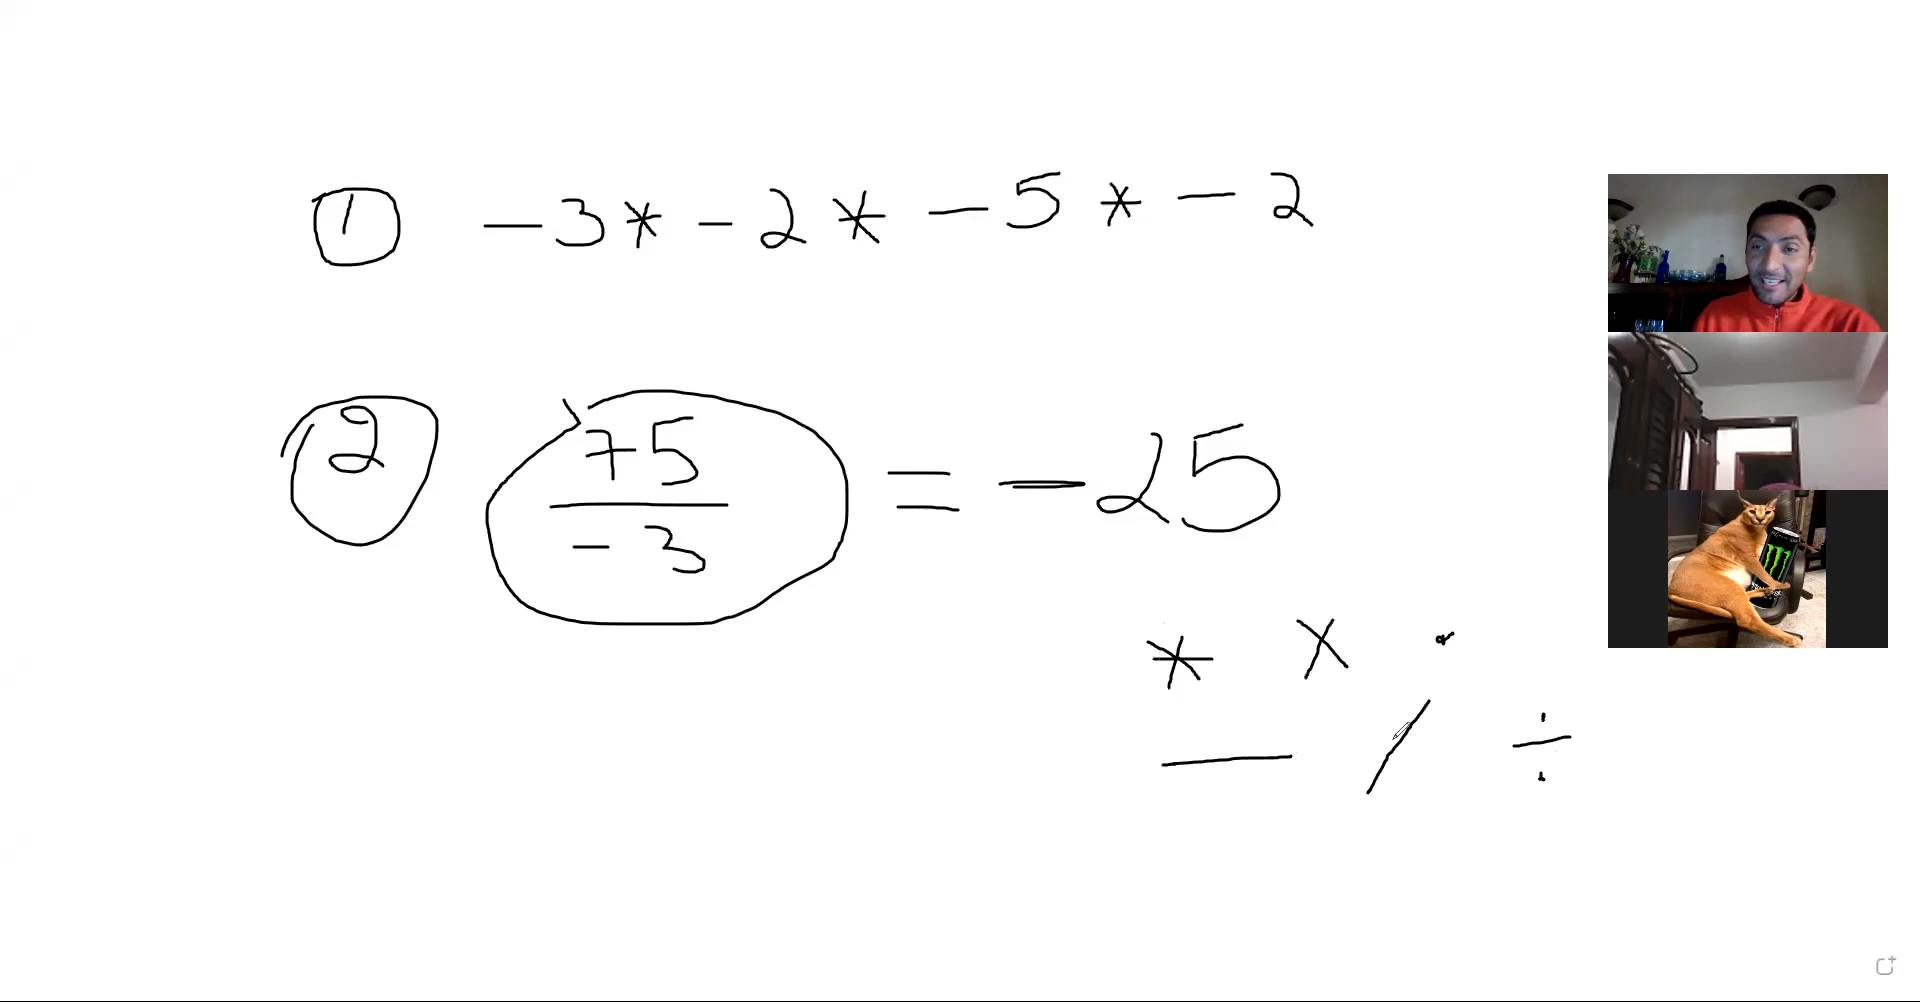 ① -3 * -2 * -5 * -2
② 75
—
-3
= -25
* × ·
— / ÷